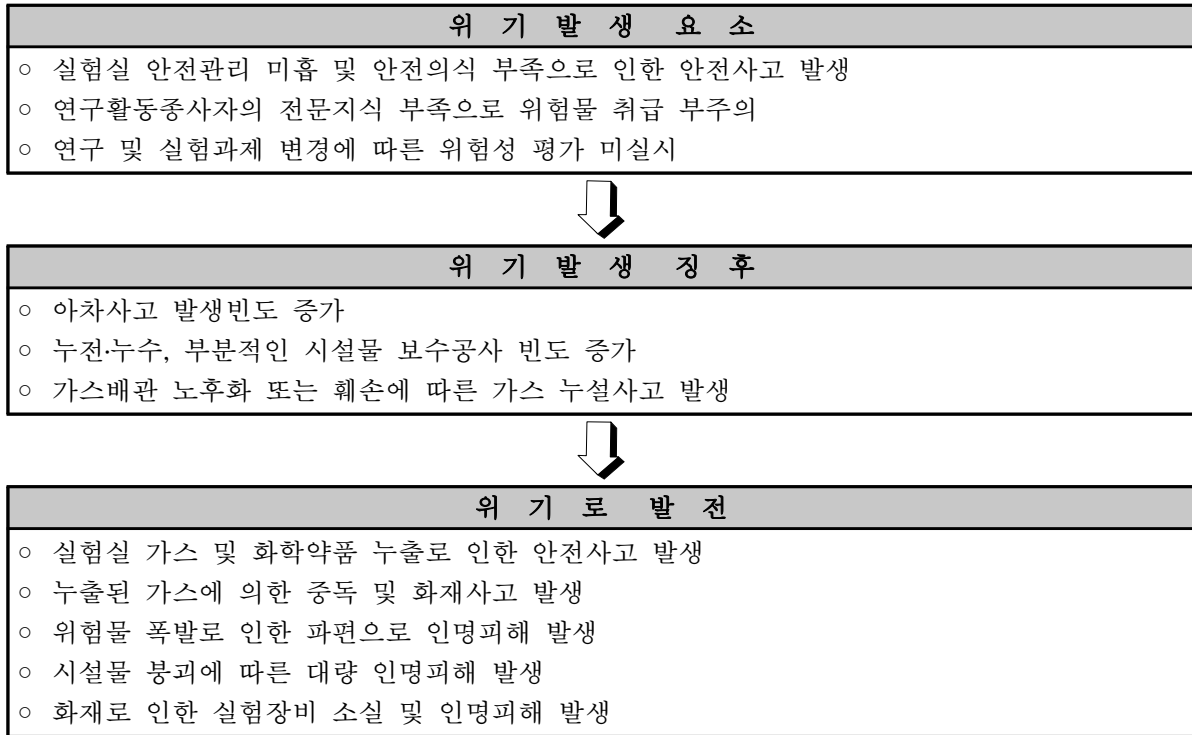 위 기 발 생 요 소
○ 실험실 안전관리 미흡 및 안전의식 부족으로 인한 안전사고 발생
○ 연구활동종사자의 전문지식 부족으로 위험물 취급 부주의
○ 연구 및 실험과제 변경에 따른 위험성 평가 미실시
위 기 발 생 징 후
○ 아차사고 발생빈도 증가
○ 누전·누수, 부분적인 시설물 보수공사 빈도 증가
○ 가스배관 노후화 또는 훼손에 따른 가스 누설사고 발생
위 기 로 발 전
○ 실험실 가스 및 화학약품 누출로 인한 안전사고 발생
○ 누출된 가스에 의한 중독 및 화재사고 발생
○ 위험물 폭발로 인한 파편으로 인명피해 발생
○ 시설물 붕괴에 따른 대량 인명피해 발생
○ 화재로 인한 실험장비 소실 및 인명피해 발생